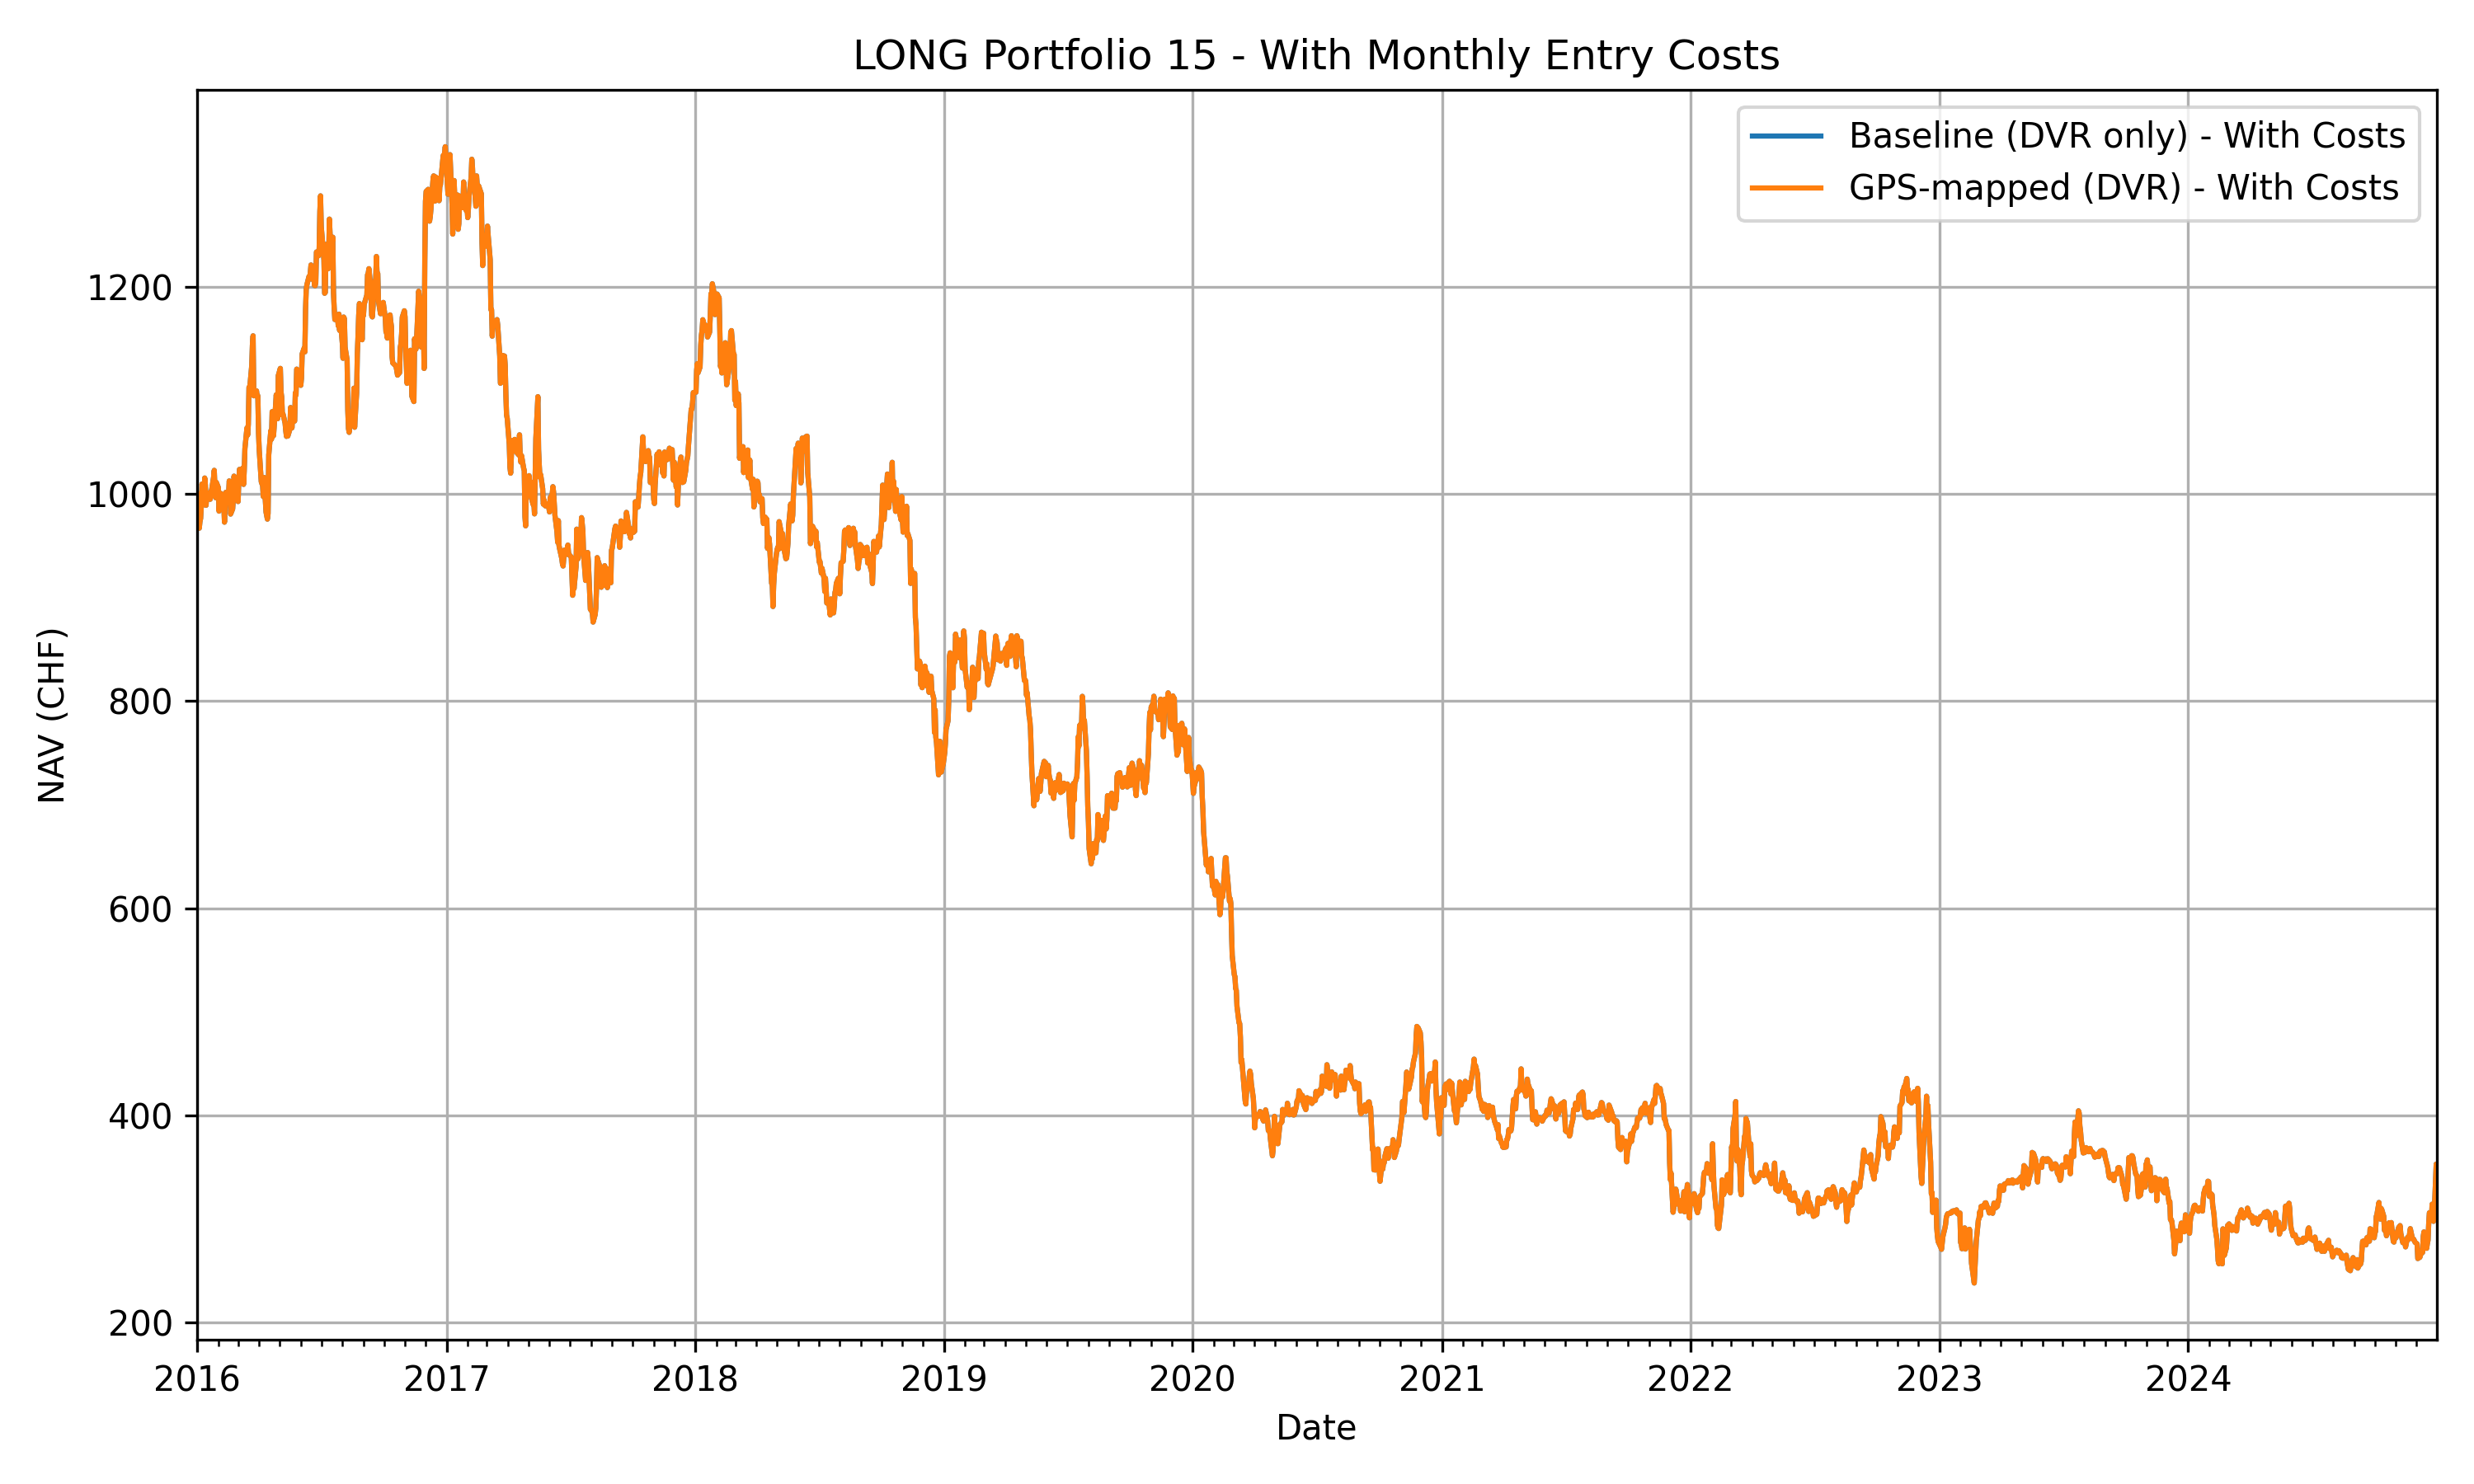 LONG Portfolio 15 - With Monthly Entry Costs
Baseline (DVR only) - With Costs
GPS-mapped (DVR) - With Costs
NAV (CHF)
1200
1000
800
600
400
200
2016 2017 2018 2019 2020 2021 2022 2023 2024
Date